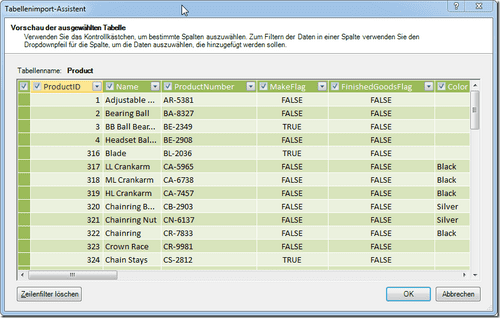 Tabellenimport-Assistent
Vorschau der ausgewählten Tabelle
Verwenden Sie das Kontrollkästchen, um bestimmte Spalten auszuwählen. Zum Filtern der Daten in einer Spalte verwenden Sie den
Dropdownpfeil für die Spalte, um die Daten auszuwählen, die hinzugefügt werden sollen.
Tabellenname: Product
ProductID Name ProductNumber MakeFlag FinishedGoodsFlag Color
1 Adjustable ... AR-5381 FALSE FALSE
2 Bearing Ball BA-8327 FALSE FALSE
3 BB Ball Bear... BE-2349 TRUE FALSE
4 Headset Bal... BE-2908 FALSE FALSE
316 Blade BL-2036 TRUE FALSE
317 LL Crankarm CA-5965 FALSE FALSE Black
318 ML Crankarm CA-6738 FALSE FALSE Black
319 HL Crankarm CA-7457 FALSE FALSE Black
320 Chainring B... CB-2903 FALSE FALSE Silver
321 Chainring Nut CN-6137 FALSE FALSE Silver
322 Chainring CR-7833 FALSE FALSE Black
323 Crown Race CR-9981 FALSE FALSE
324 Chain Stays CS-2812 TRUE FALSE
Zeilenfilter löschen OK Abbrechen